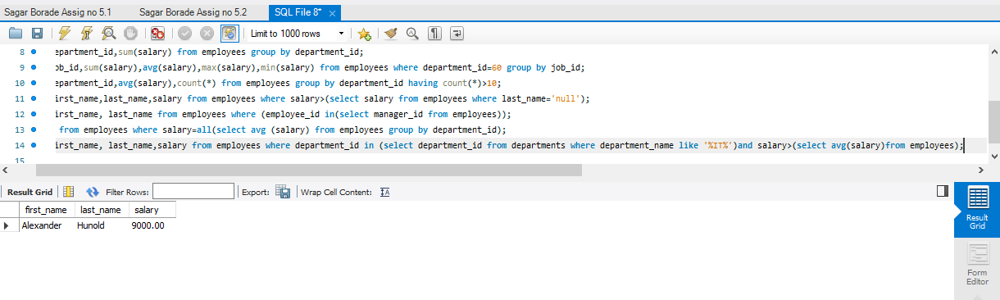 Sagar Borade Assig no 5.1 Sagar Borade Assig no 5.2 SQL File 8* ×
Limit to 1000 rows
8 epartment_id,sum(salary) from employees group by department_id;
9 ob_id,sum(salary),avg(salary),max(salary),min(salary) from employees where department_id=60 group by job_id;
10 epartment_id,avg(salary),count(*) from employees group by department_id having count(*)>10;
11 irst_name,last_name,salary from employees where salary>(select salary from employees where last_name='null');
12 irst_name, last_name from employees where (employee_id in(select manager_id from employees));
13 from employees where salary=all(select avg (salary) from employees group by department_id);
14 irst_name, last_name,salary from employees where department_id in (select department_id from departments where department_name like '%IT%')and salary>(select avg(salary)from employees);
15
Result Grid Filter Rows: Export: Wrap Cell Content: IA
first_name last_name salary
Alexander Hunold 9000.00
Result
Grid
Form
Editor